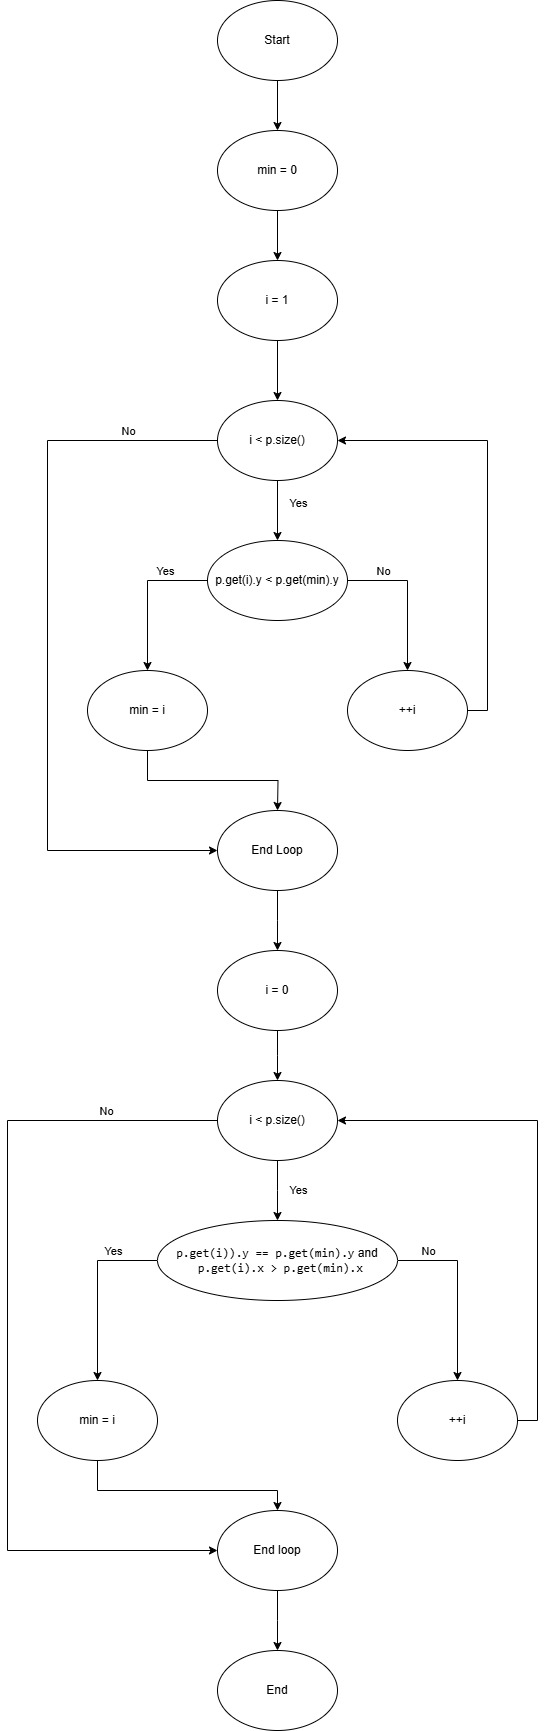 Start
min = 0
i = 1
No
i < p.size()
Yes
Yes
p.get(i).y < p.get(min).y
No
min = i
++i
End Loop
i = 0
No
i < p.size()
Yes
Yes
p.get(i)).y == p.get(min).y and
p.get(i).x > p.get(min).x
No
min = i
++i
End loop
End